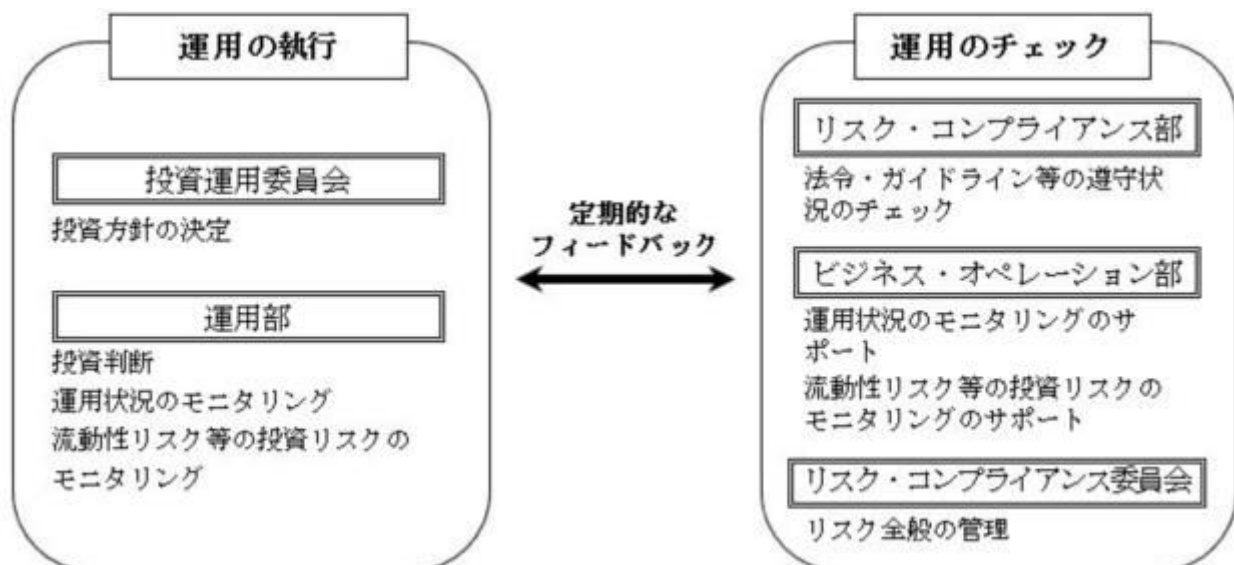 運用の執行
投資運用委員会
投資方針の決定
運用部
投資判断
運用状況のモニタリング
流動性リスク等の投資リスクの
モニタリング
定期的な
フィードバック
運用のチェック
リスク・コンプライアンス部
法令・ガイドライン等の遵守状
況のチェック
ビジネス・オペレーション部
運用状況のモニタリングのサ
ポート
流動性リスク等の投資リスクの
モニタリングのサポート
リスク・コンプライアンス委員会
リスク全般の管理